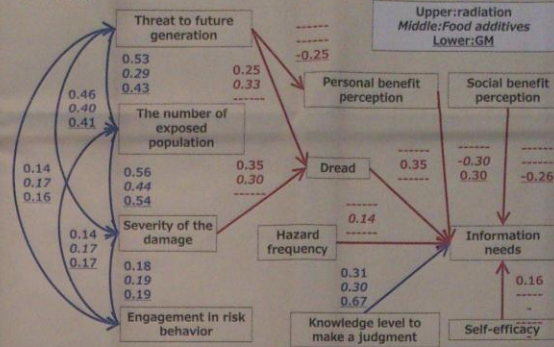 Upper:radiation
Middle:Food additives
Lower:GM
Threat to future
generation
------
------
-0.25
0.53
0.29
0.43
0.25
0.33
------
0.46
0.40
0.41
Personal benefit
perception
Social benefit
perception
The number of
exposed
population
0.14
0.17
0.16
0.56
0.44
0.54
0.35
0.30
------
Dread
------
0.35
------
------
-0.30
0.30
------
------
-0.26
0.14
0.17
0.17
Severity of the
damage
Hazard
frequency
------
0.14
------
Information
needs
0.18
0.19
0.19
0.31
0.30
0.67
0.16
Engagement in risk
behavior
Knowledge level to
make a judgment
Self-efficacy